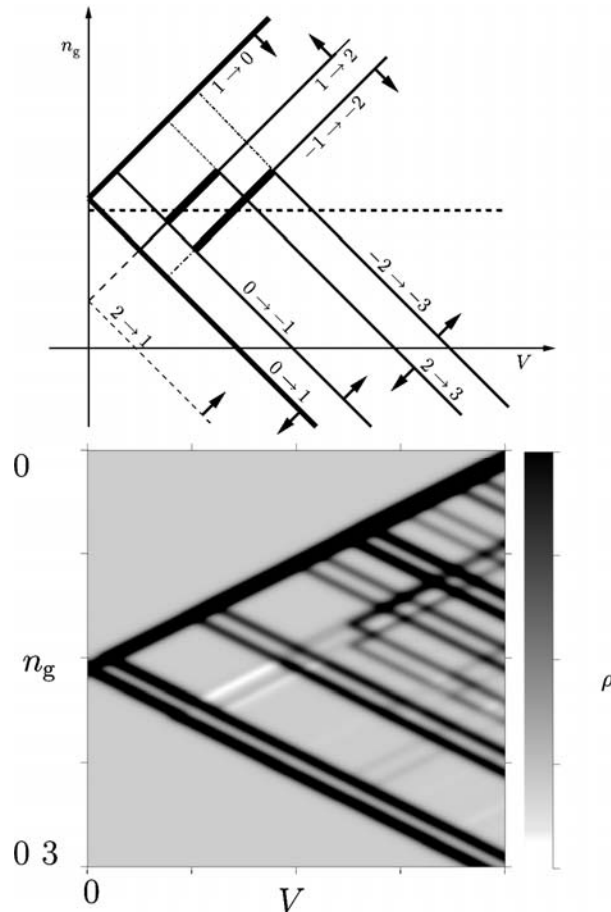 n_g
1 → 0
1 → 2
-1 → -2
-2 → -3
0 → -1
2 → 1
0 → 1
2 → 3
V
0
n_g
ρ
0 3
0
V